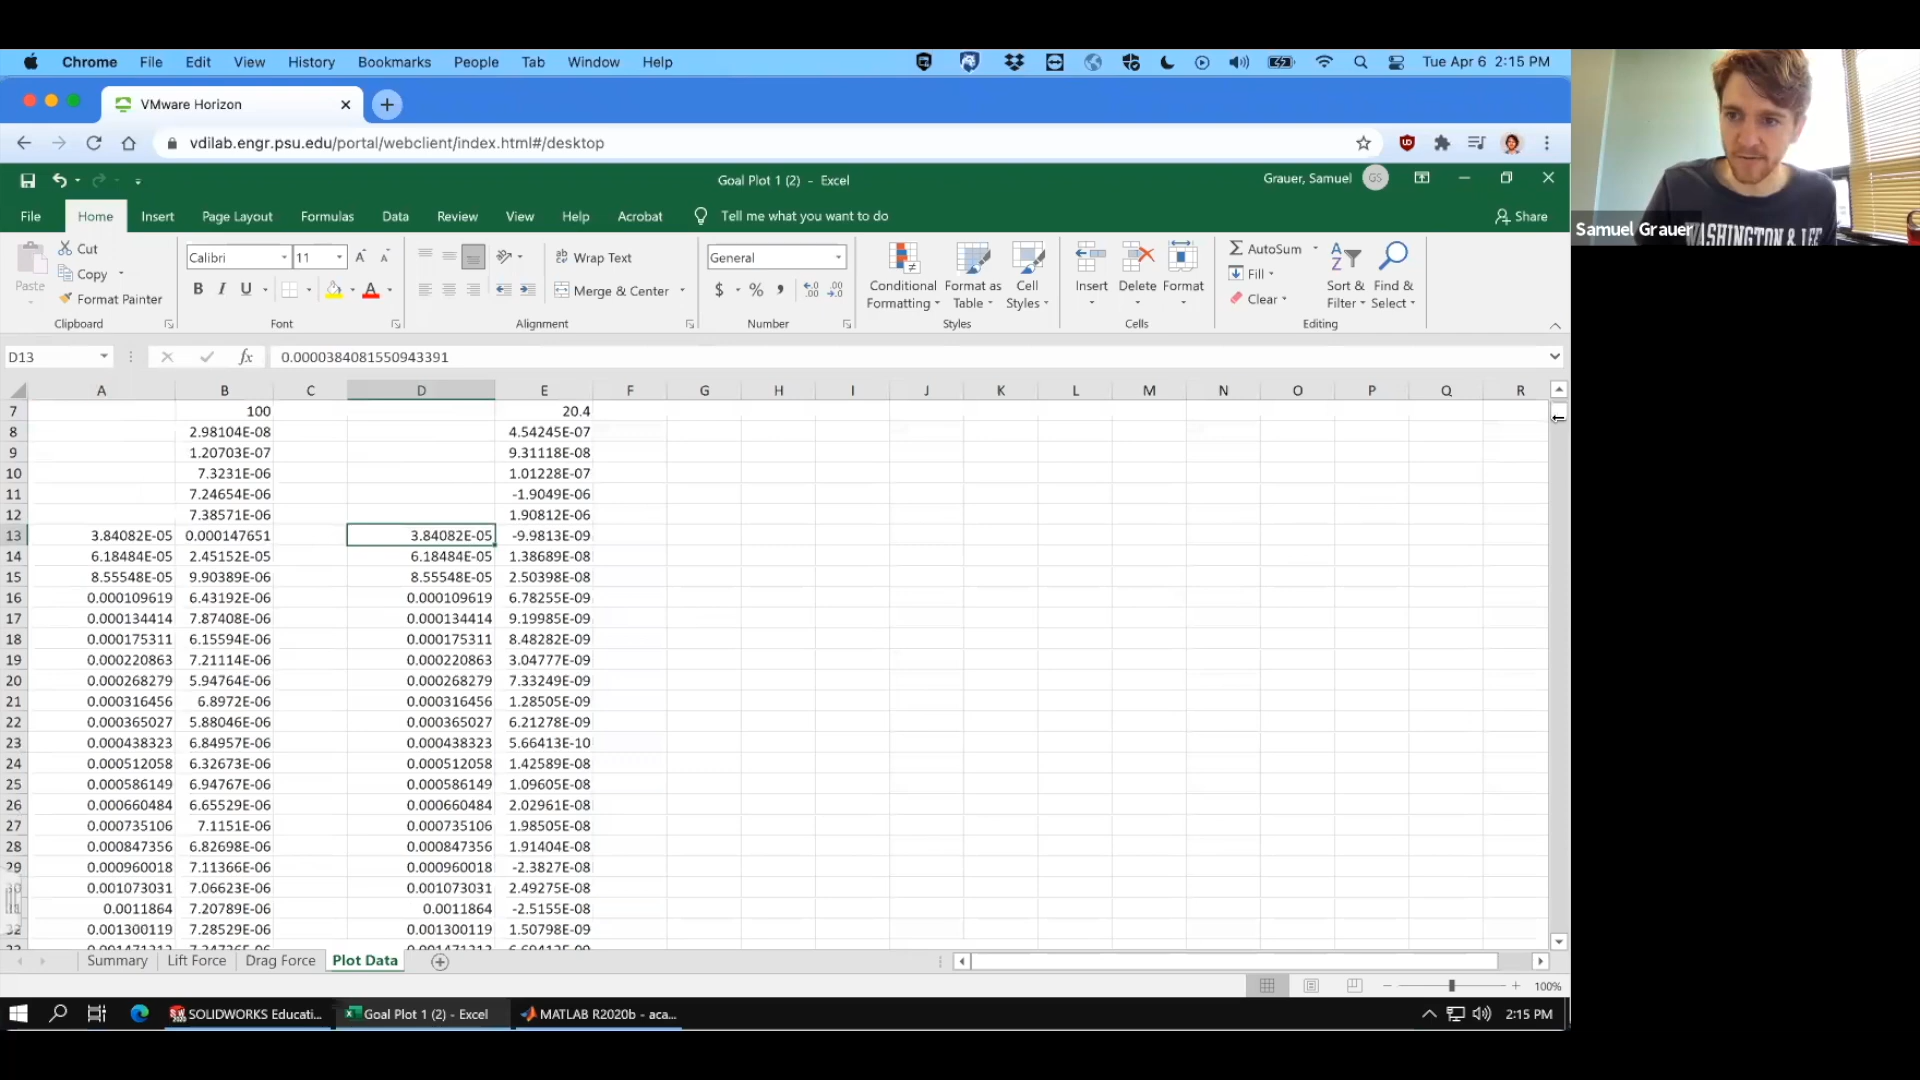 Chrome File Edit View History Bookmarks People Tab Window Help Tue Apr 6 2:15 PM
VMware Horizon
vdilab.engr.psu.edu/portal/webclient/index.html#/desktop
Goal Plot 1 (2) - Excel Grauer, Samuel GS
File Home Insert Page Layout Formulas Data Review View Help Acrobat Tell me what you want to do Share
Paste Cut Copy Format Painter Clipboard
Calibri 11 B I U A A Font
Wrap Text Merge & Center Alignment
General $ % , Number
Conditional Formatting Format as Table Cell Styles Styles
Insert Delete Format Cells
AutoSum Fill Clear Sort & Filter Find & Select Editing
D13 fx 0.0000384081550943391
A B C D E F G H I J K L M N O P Q R
7 100 20.4
8 2.98104E-08 4.54245E-07
9 1.20703E-07 9.31118E-08
10 7.3231E-06 1.01228E-07
11 7.24654E-06 -1.9049E-06
12 7.38571E-06 1.90812E-06
13 3.84082E-05 0.000147651 3.84082E-05 -9.9813E-09
14 6.18484E-05 2.45152E-05 6.18484E-05 1.38689E-08
15 8.55548E-05 9.90389E-06 8.55548E-05 2.50398E-08
16 0.000109619 6.43192E-06 0.000109619 6.78255E-09
17 0.000134414 7.87408E-06 0.000134414 9.19985E-09
18 0.000175311 6.15594E-06 0.000175311 8.48282E-09
19 0.000220863 7.21114E-06 0.000220863 3.04777E-09
20 0.000268279 5.94764E-06 0.000268279 7.33249E-09
21 0.000316456 6.8972E-06 0.000316456 1.28505E-09
22 0.000365027 5.88046E-06 0.000365027 6.21278E-09
23 0.000438323 6.84957E-06 0.000438323 5.66413E-10
24 0.000512058 6.32673E-06 0.000512058 1.42589E-08
25 0.000586149 6.94767E-06 0.000586149 1.09605E-08
26 0.000660484 6.65529E-06 0.000660484 2.02961E-08
27 0.000735106 7.1151E-06 0.000735106 1.98505E-08
28 0.000847356 6.82698E-06 0.000847356 1.91404E-08
29 0.000960018 7.11366E-06 0.000960018 -2.3827E-08
30 0.001073031 7.06623E-06 0.001073031 2.49275E-08
0.0011864 7.20789E-06 0.0011864 -2.5155E-08
32 0.001300119 7.28529E-06 0.001300119 1.50798E-09
Summary Lift Force Drag Force Plot Data
100%
SOLIDWORKS Educati... Goal Plot 1 (2) - Excel MATLAB R2020b - aca... 2:15 PM
Samuel Grauer
WASHINGTON & LEE